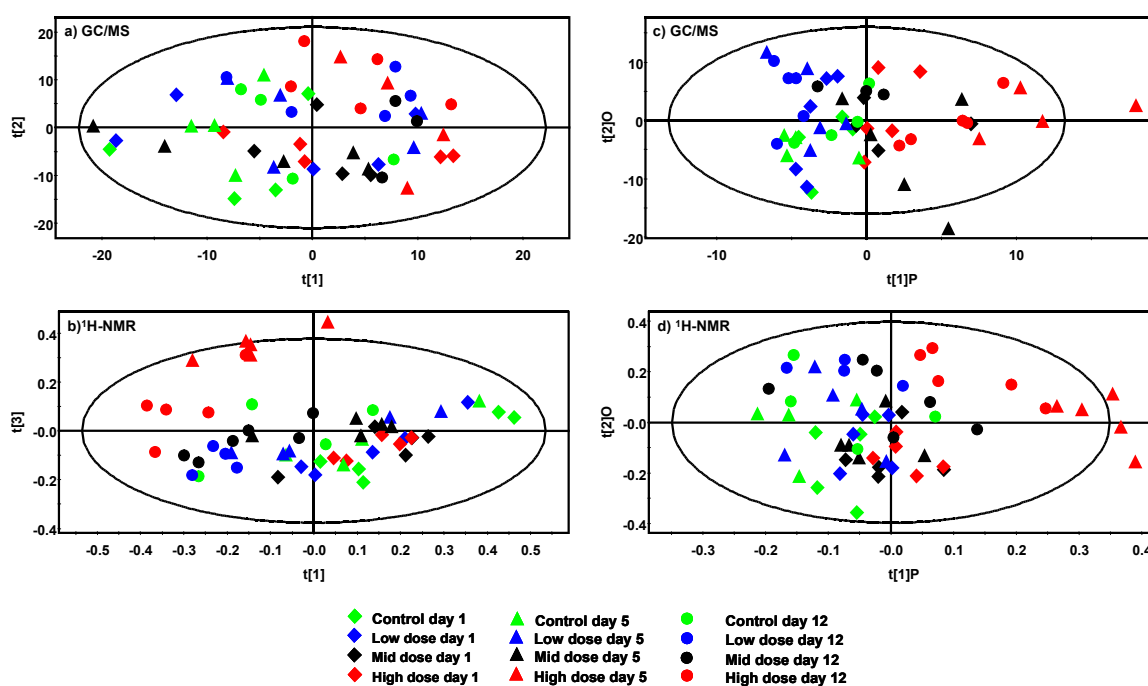 a) GC/MS
20
10
0
-10
-20
t[2]
-20 -10 0 10 20
t[1]
c) GC/MS
20
10
0
-10
-20
t[2]O
-10 0 10
t[1]P
b)¹H-NMR
0.4
0.2
-0.0
-0.2
-0.4
t[3]
-0.5 -0.4 -0.3 -0.2 -0.1 -0.0 0.1 0.2 0.3 0.4 0.5
t[1]
d) ¹H-NMR
0.4
0.2
-0.0
-0.2
-0.4
t[2]O
-0.3 -0.2 -0.1 -0.0 0.1 0.2 0.3 0.4
t[1]P
Control day 1 Control day 5 Control day 12
Low dose day 1 Low dose day 5 Low dose day 12
Mid dose day 1 Mid dose day 5 Mid dose day 12
High dose day 1 High dose day 5 High dose day 12